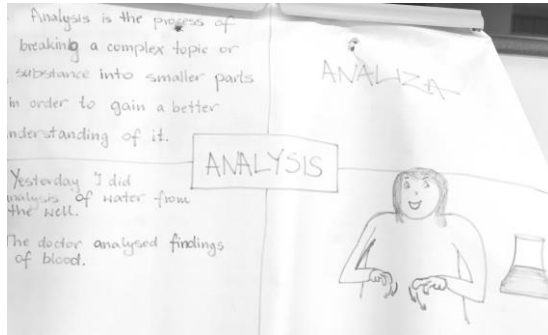 Analysis is the process of
breaking a complex topic or
substance into smaller parts
in order to gain a better
understanding of it.
ANALIZA
ANALYSIS
Yesterday I did
analysis of water from
the well.
The doctor analysed findings
of blood.